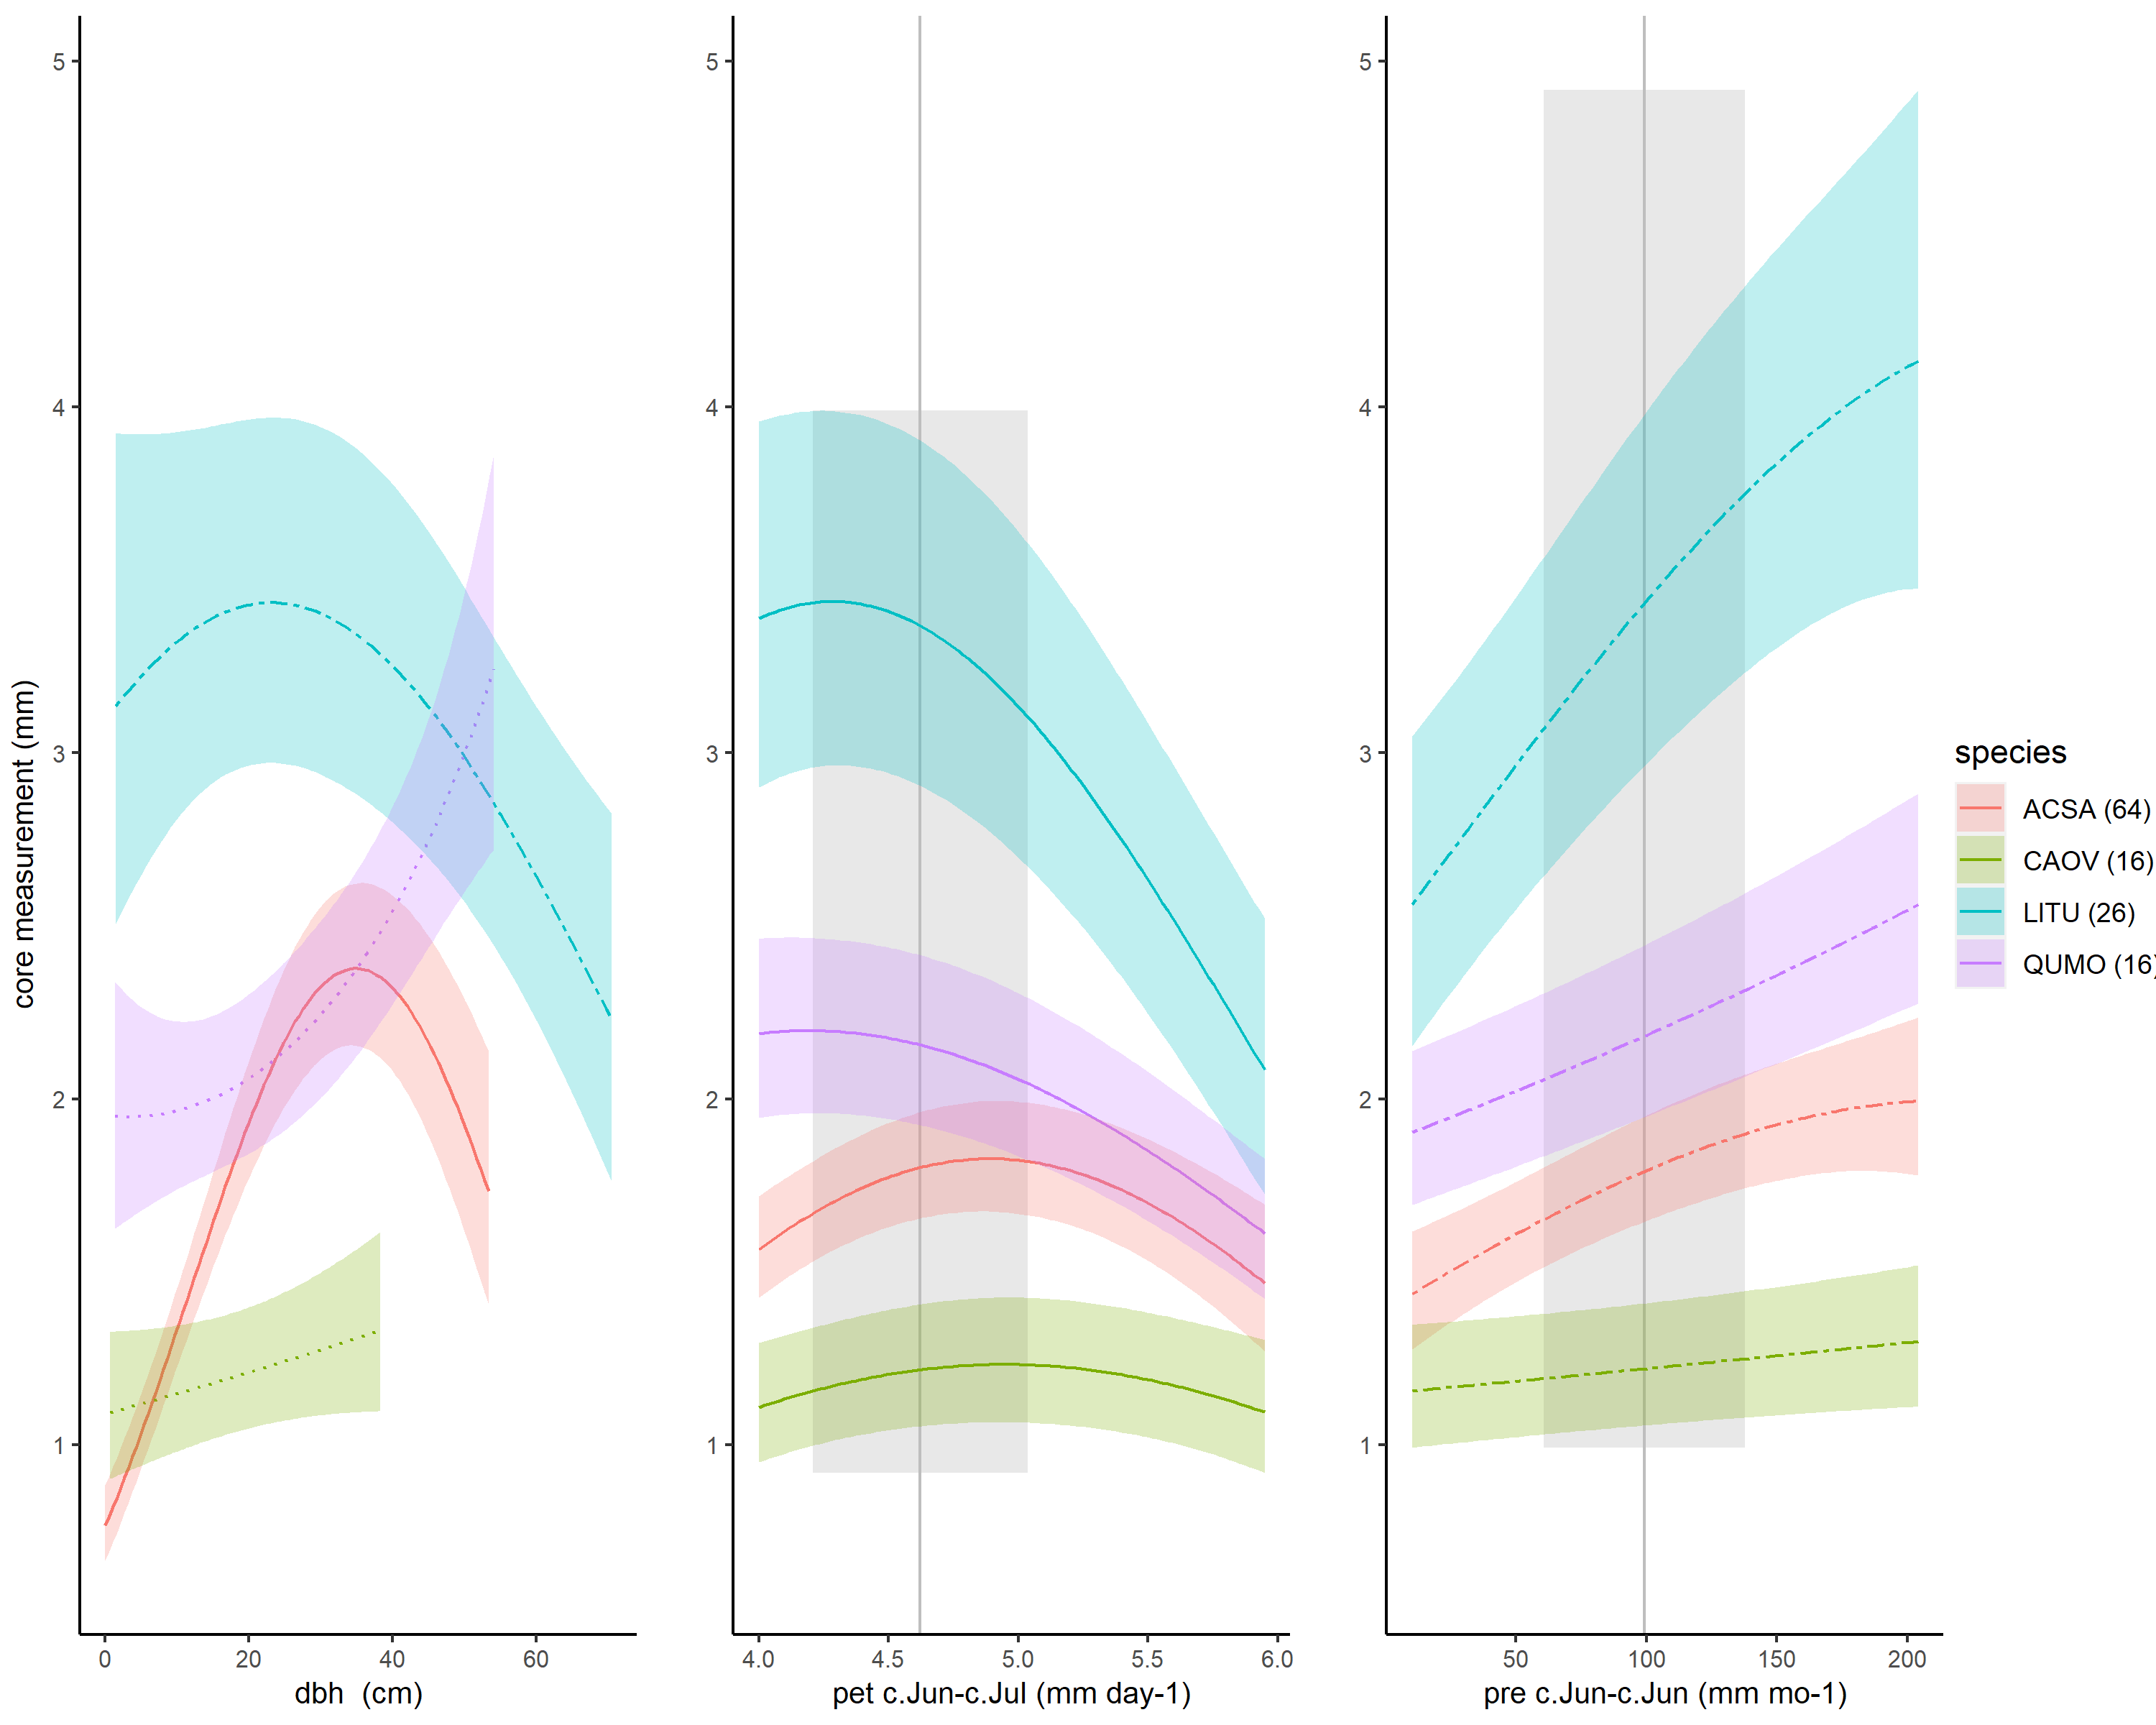 core measurement (mm)
5
4
3
2
1
0 20 40 60
dbh (cm)
5
4
3
2
1
4.0 4.5 5.0 5.5 6.0
pet c.Jun-c.Jul (mm day-1)
5
4
3
2
1
50 100 150 200
pre c.Jun-c.Jun (mm mo-1)
species
ACSA (64)
CAOV (16)
LITU (26)
QUMO (16)